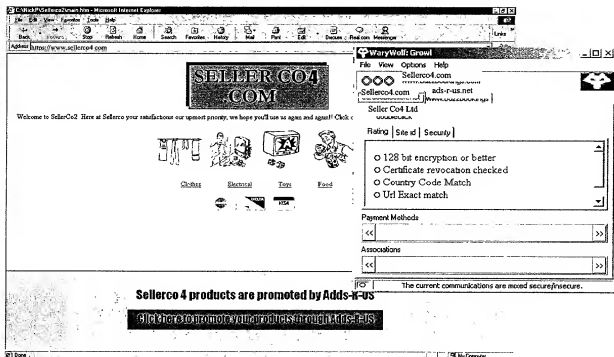 C:\NickP\Sellerco2\main.htm - Microsoft Internet Explorer
File Edit View Favorites Tools Help
Back Stop Refresh Home Search Favorites History Mail Print Edit Discuss Real.com Messenger
Links
Address https://www.sellerco4.com
SELLER CO4
.COM
Welcome to SellerCo2 Here at Sellerco your satisfactions our upmost priority, we hope you'll use us again and again!! Click
Clothes Electrical Toys Food
VISA
Sellerco 4 products are promoted by Adds-R-US
Click here to promote your products through Adds-R-US
Done
My Computer
WaryWolf: Growl
File View Options Help
Sellerco4.com
Sellerco4.com ads-r-us.net
Seller Co4 Ltd
Rating Site id Security
128 bit encryption or better
Certificate revocation checked
Country Code Match
Url Exact match
Payment Methods
<< >>
Associations
<< >>
The current communications are mixed secure/insecure.